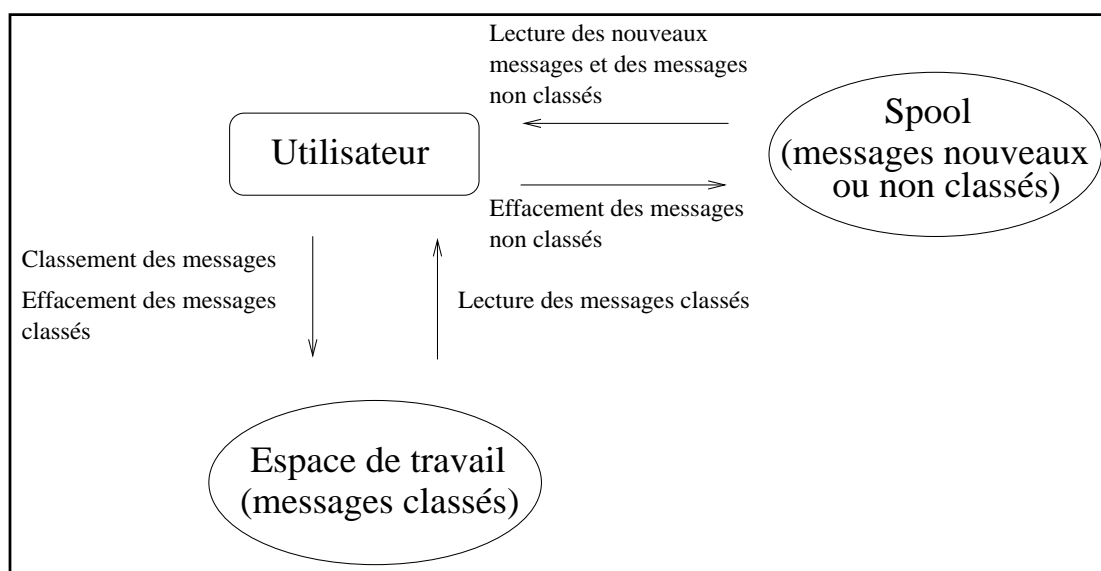 Lecture des nouveaux
messages et des messages
non classés
Utilisateur
Spool
(messages nouveaux
ou non classés)
Effacement des messages
non classés
Classement des messages
Effacement des messages
classés
Lecture des messages classés
Espace de travail
(messages classés)